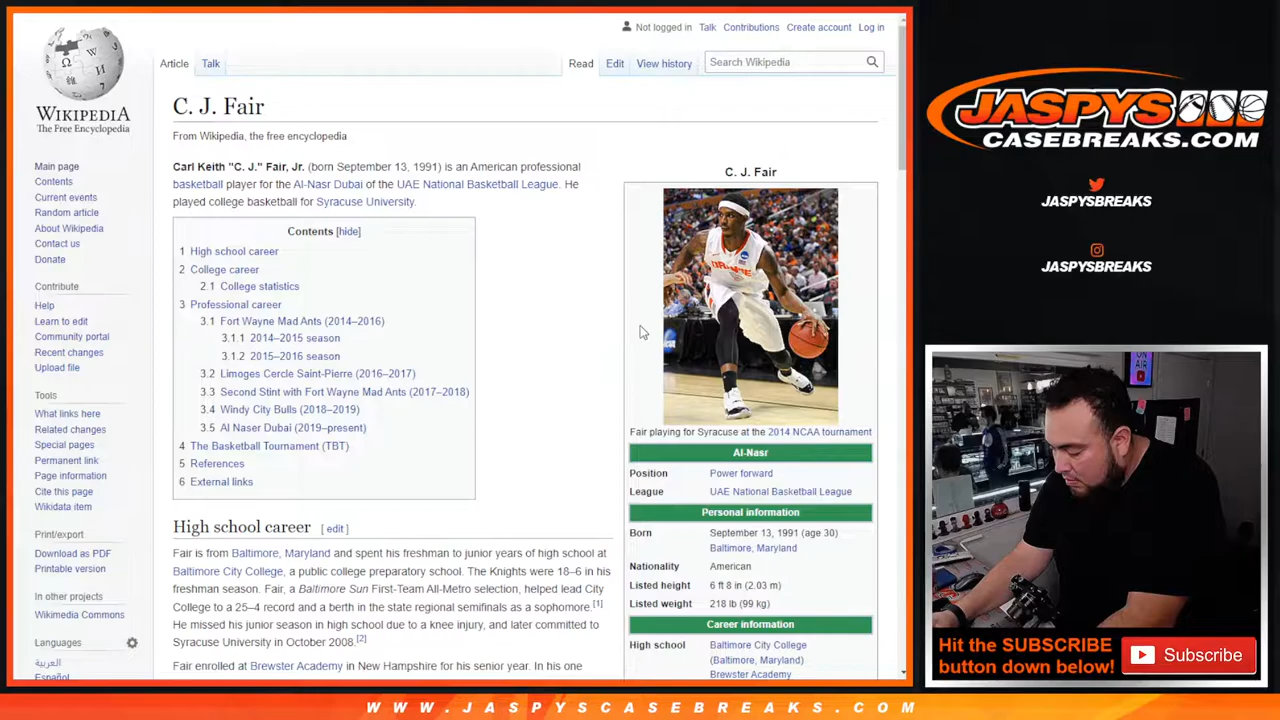 Not logged in Talk Contributions Create account Log in
Article Talk Read Edit View history Search Wikipedia
WIKIPEDIA
The Free Encyclopedia
Main page
Contents
Current events
Random article
About Wikipedia
Contact us
Donate
Contribute
Help
Learn to edit
Community portal
Recent changes
Upload file
Tools
What links here
Related changes
Special pages
Permanent link
Page information
Cite this page
Wikidata item
Print/export
Download as PDF
Printable version
In other projects
Wikimedia Commons
Languages
العربية
Español
C. J. Fair
From Wikipedia, the free encyclopedia
Carl Keith "C. J." Fair, Jr. (born September 13, 1991) is an American professional
basketball player for the Al-Nasr Dubai of the UAE National Basketball League. He
played college basketball for Syracuse University.
Contents [hide]
1 High school career
2 College career
2.1 College statistics
3 Professional career
3.1 Fort Wayne Mad Ants (2014–2016)
3.1.1 2014–2015 season
3.1.2 2015–2016 season
3.2 Limoges Cercle Saint-Pierre (2016–2017)
3.3 Second Stint with Fort Wayne Mad Ants (2017–2018)
3.4 Windy City Bulls (2018–2019)
3.5 Al Naser Dubai (2019–present)
4 The Basketball Tournament (TBT)
5 References
6 External links
High school career [ edit ]
Fair is from Baltimore, Maryland and spent his freshman to junior years of high school at
Baltimore City College, a public college preparatory school. The Knights were 18–6 in his
freshman season. Fair, a Baltimore Sun First-Team All-Metro selection, helped lead City
College to a 25–4 record and a berth in the state regional semifinals as a sophomore.[1]
He missed his junior season in high school due to a knee injury, and later committed to
Syracuse University in October 2008.[2]
Fair enrolled at Brewster Academy in New Hampshire for his senior year. In his one
C. J. Fair
ORANGE
Fair playing for Syracuse at the 2014 NCAA tournament
Al-Nasr
Position Power forward
League UAE National Basketball League
Personal information
Born September 13, 1991 (age 30)
Baltimore, Maryland
Nationality American
Listed height 6 ft 8 in (2.03 m)
Listed weight 218 lb (99 kg)
Career information
High school Baltimore City College
(Baltimore, Maryland)
Brewster Academy
JASPYS
CASEBREAKS.COM
JASPYSBREAKS
JASPYSBREAKS
ON AIR
Hit the SUBSCRIBE
button down below!
Subscribe
WWW.JASPYSCASEBREAKS.COM